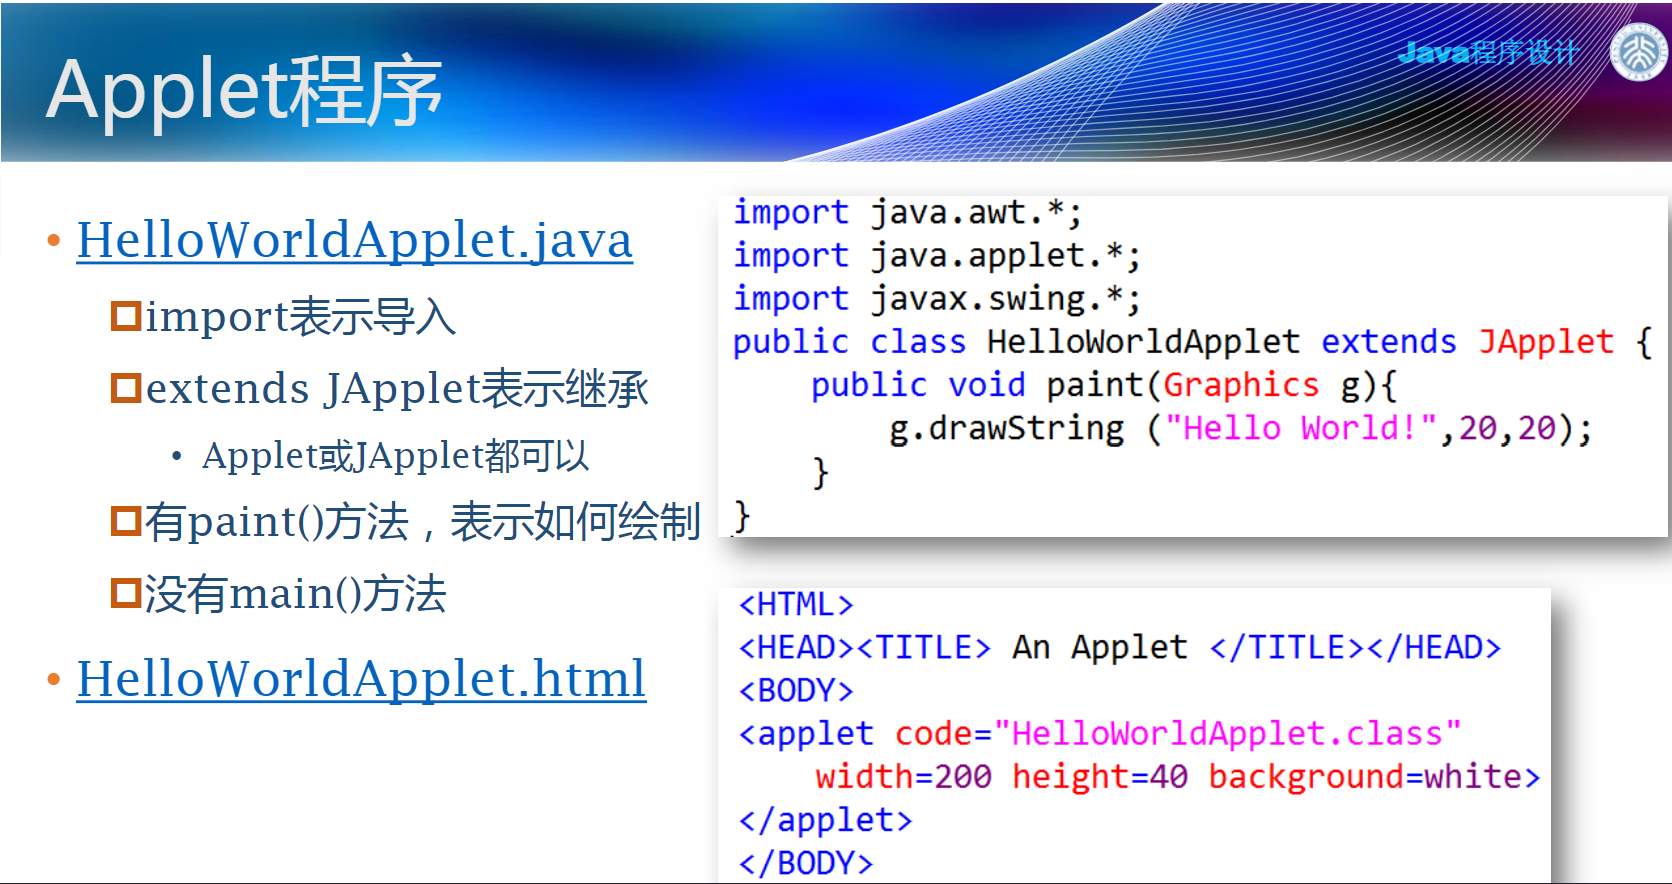 Applet程序
Java程序设计
HelloWorldApplet.java
import表示导入
extends JApplet表示继承
Applet或JApplet都可以
有paint()方法，表示如何绘制
没有main()方法
HelloWorldApplet.html
import java.awt.*;
import java.applet.*;
import javax.swing.*;
public class HelloWorldApplet extends JApplet {
    public void paint(Graphics g){
        g.drawString ("Hello World!",20,20);
    }
}
<HTML>
<HEAD><TITLE> An Applet </TITLE></HEAD>
<BODY>
<applet code="HelloWorldApplet.class"
    width=200 height=40 background=white>
</applet>
</BODY>